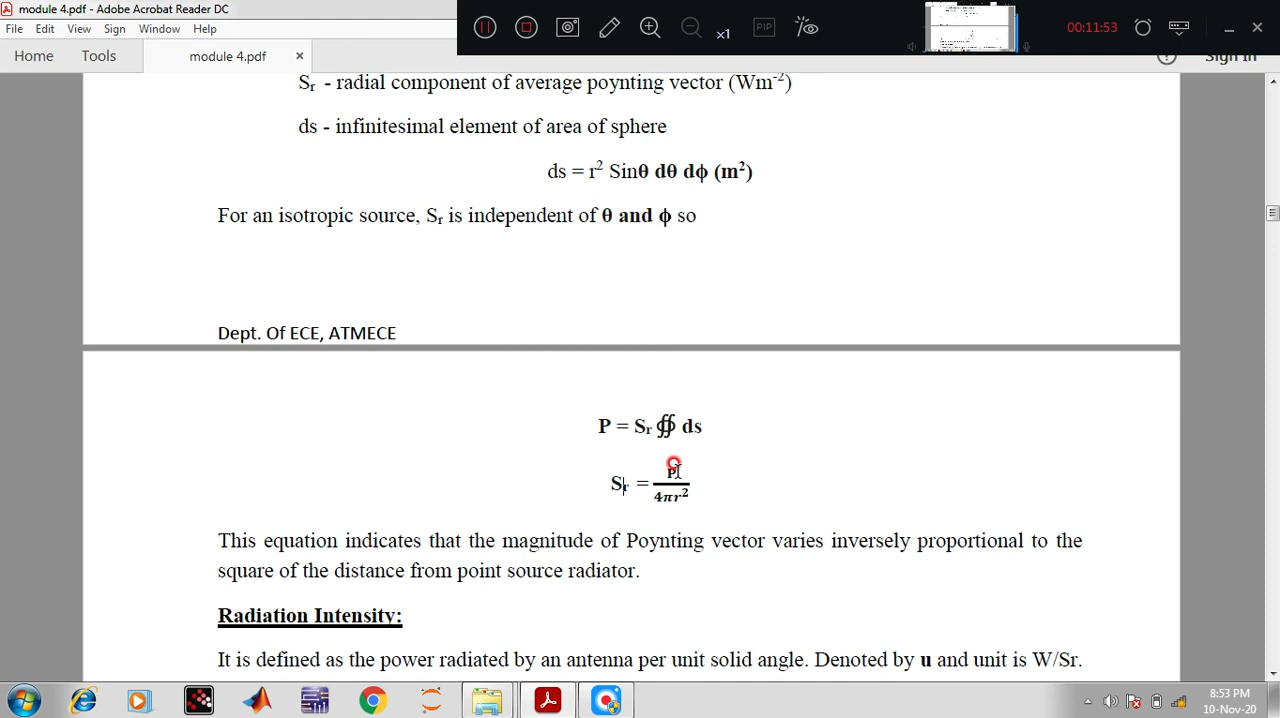 module 4.pdf - Adobe Acrobat Reader DC
File Edit View Sign Window Help
x1
PIP
00:11:53
Home Tools module 4.pdf
Sign In
Sr - radial component of average poynting vector (Wm-2)
ds - infinitesimal element of area of sphere
ds = r² Sinθ dθ dϕ (m²)
For an isotropic source, Sr is independent of θ and ϕ so
Dept. Of ECE, ATMECE
P = Sr ∯ ds
Sr = P / 4πr²
This equation indicates that the magnitude of Poynting vector varies inversely proportional to the
square of the distance from point source radiator.
Radiation Intensity:
It is defined as the power radiated by an antenna per unit solid angle. Denoted by u and unit is W/Sr.
8:53 PM
10-Nov-20